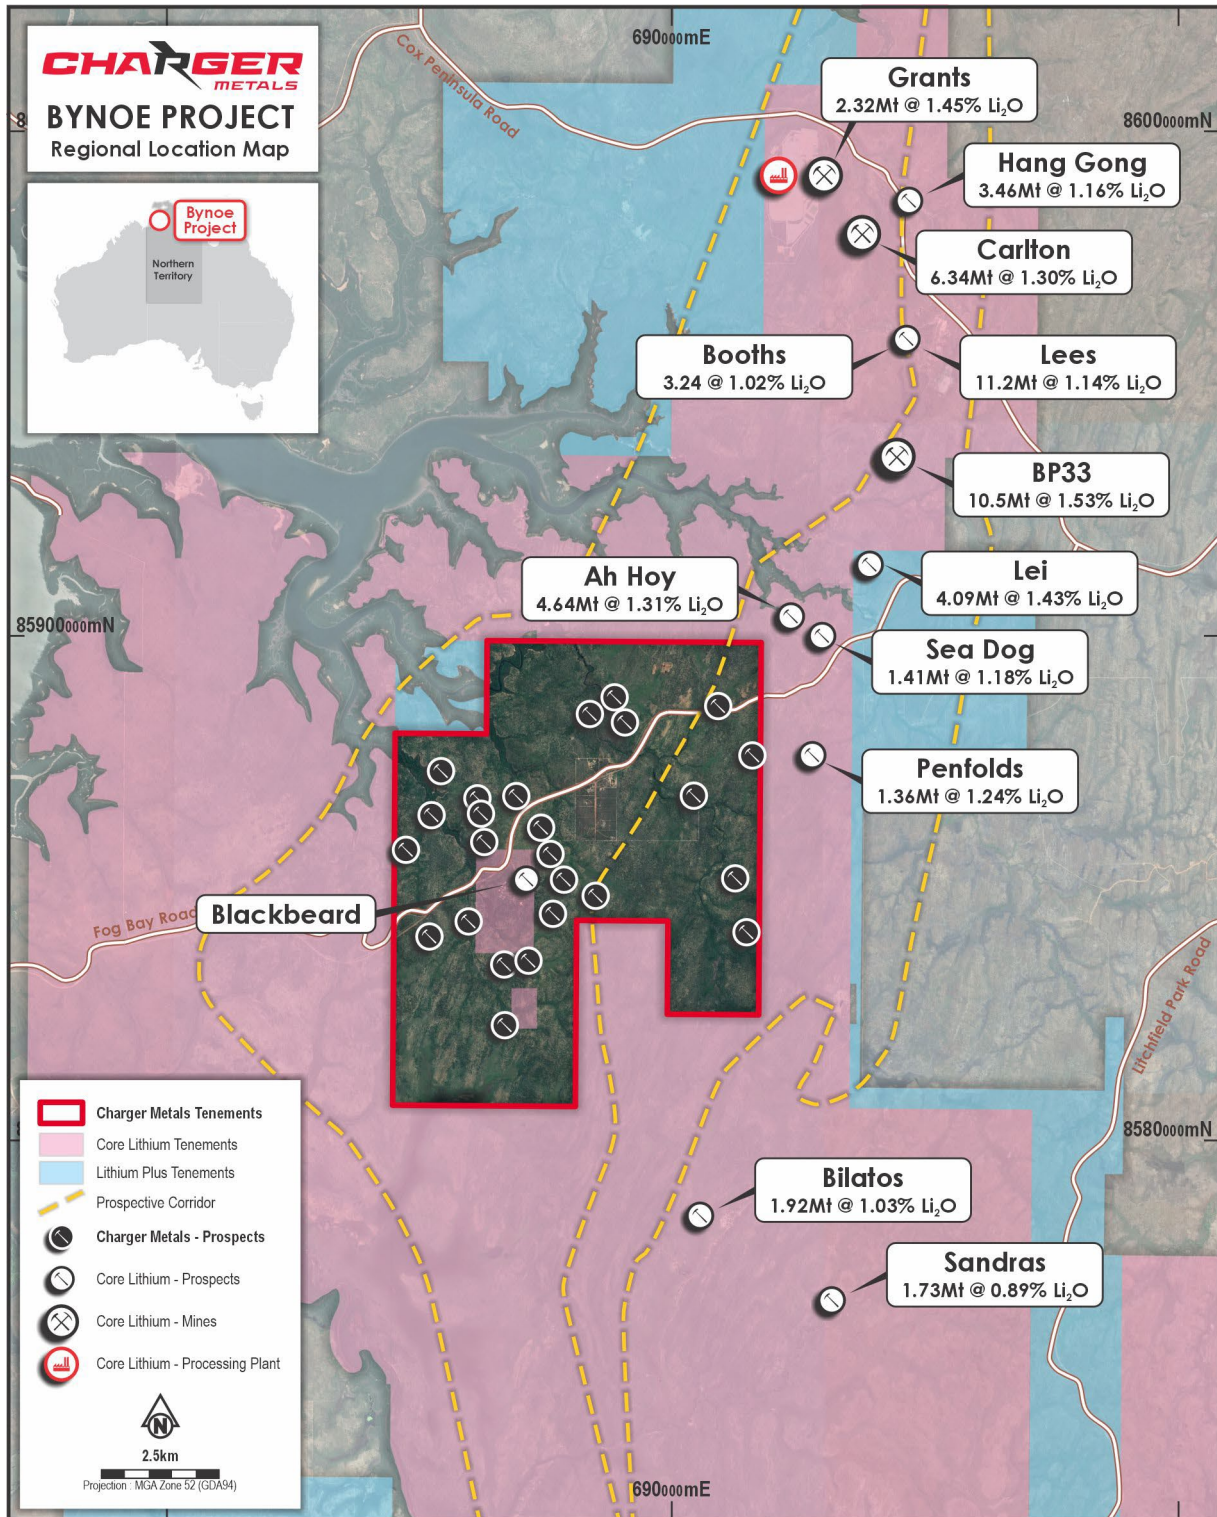 CHARGER
METALS
BYNOE PROJECT
Regional Location Map
Bynoe
Project
Northern
Territory
690000mE
Cox Peninsula Road
Grants
2.32Mt @ 1.45% Li₂O
8600000mN
Hang Gong
3.46Mt @ 1.16% Li₂O
Carlton
6.34Mt @ 1.30% Li₂O
Booths
3.24 @ 1.02% Li₂O
Lees
11.2Mt @ 1.14% Li₂O
BP33
10.5Mt @ 1.53% Li₂O
Ah Hoy
4.64Mt @ 1.31% Li₂O
Lei
4.09Mt @ 1.43% Li₂O
8590000mN
Sea Dog
1.41Mt @ 1.18% Li₂O
Penfolds
1.36Mt @ 1.24% Li₂O
Blackbeard
Fog Bay Road
Litchfield Park Road
8580000mN
Bilatos
1.92Mt @ 1.03% Li₂O
Sandras
1.73Mt @ 0.89% Li₂O
Charger Metals Tenements
Core Lithium Tenements
Lithium Plus Tenements
Prospective Corridor
Charger Metals - Prospects
Core Lithium - Prospects
Core Lithium - Mines
Core Lithium - Processing Plant
N
2.5km
Projection : MGA Zone 52 (GDA94)
690000mE